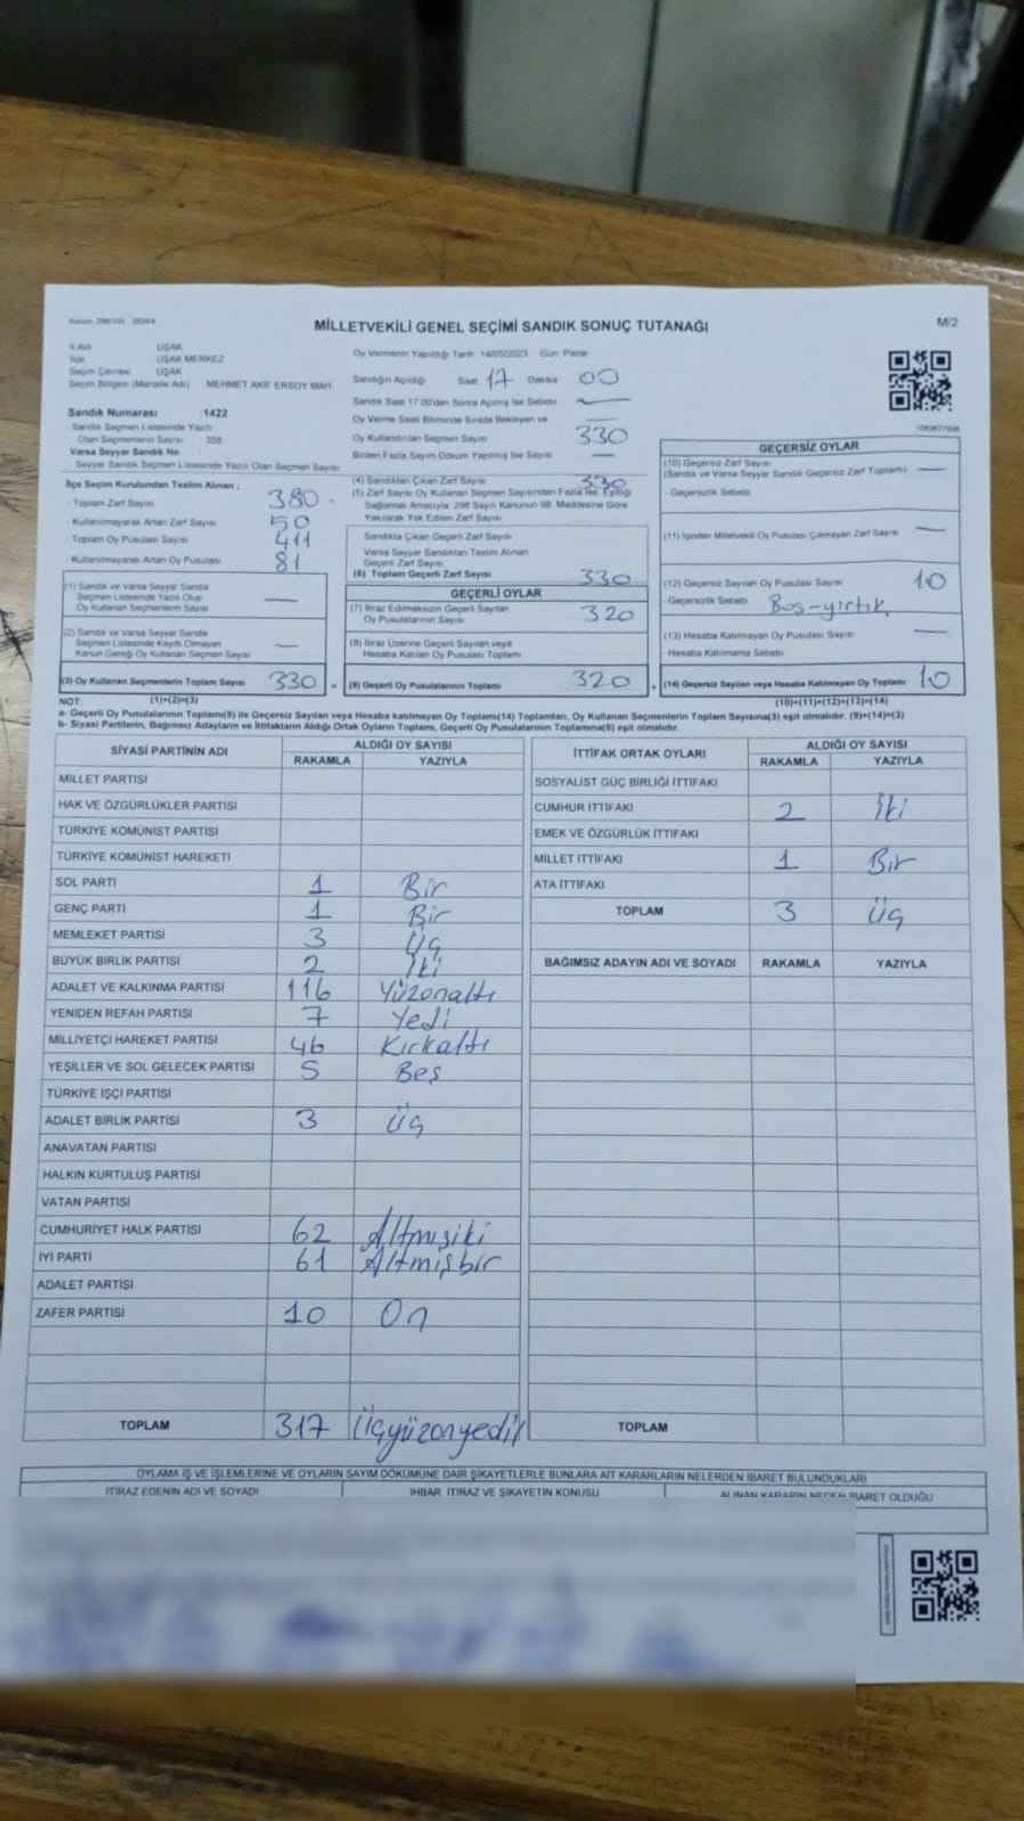 MİLLETVEKİLİ GENEL SEÇİMİ SANDIK SONUÇ TUTANAĞI
M/2
İl Adı UŞAK
İlçe UŞAK MERKEZ
Seçim Çevresi UŞAK
Seçim Bölgesi (Mahalle Adı) MEHMET AKİF ERSOY MAH.
Sandık Numarası 1422
Sandık Seçmen Listesinde Yazılı
Olan Seçmenlerin Sayısı
Varsa Seyyar Sandık No
Seyyar Sandık Seçmen Listesinde Yazılı Olan Seçmen Sayısı
Oy Vermenin Yapıldığı Tarih 14/05/2023 Gün Pazar
Sandığın Açıldığı Saat 17 Dakika 00
Sandık Saat 17.00'den Sonra Açılmış İse Sebebi
Oy Verme Saati Bitiminde Sırada Bekleyen ve
Oy Kullandırılan Seçmen Sayısı 330
Birden Fazla Sayım Döküm Yapılmış İse Sayısı —
İlçe Seçim Kurulundan Teslim Alınan :
- Toplam Zarf Sayısı 380
- Kullanılmayarak Artan Zarf Sayısı 50
Toplam Oy Pusulası Sayısı 411
- Kullanılmayarak Artan Oy Pusulası 81
(1) Sandık ve Varsa Seyyar Sandık
Seçmen Listesinde Yazılı Olup
Oy Kullanan Seçmenlerin Sayısı —
(2) Sandık ve Varsa Seyyar Sandık
Seçmen Listesinde Kayıtlı Olmayan
Kanun Gereği Oy Kullanan Seçmen Sayısı —
(3) Oy Kullanan Seçmenlerin Toplam Sayısı 330
(1)+(2)=(3)
(4) Sandıktan Çıkan Zarf Sayısı 330
(5) Zarf Sayısı Oy Kullanan Seçmen Sayısından Fazla İse, Eşitliği
Sağlamak Amacıyla, 298 Sayılı Kanunun 98. Maddesine Göre
Yakılarak Yok Edilen Zarf Sayısı
Sandıkta Çıkan Geçerli Zarf Sayısı
Varsa Seyyar Sandıktan Teslim Alınan
Geçerli Zarf Sayısı
(6) Toplam Geçerli Zarf Sayısı 330
GEÇERLİ OYLAR
(7) İtiraz Edilmeksizin Geçerli Sayılan
Oy Pusulalarının Sayısı 320
(8) İtiraz Üzerine Geçerli Sayılan veya
Hesaba Katılan Oy Pusulası Toplamı
(9) Geçerli Oy Pusulalarının Toplamı 320
GEÇERSİZ OYLAR
(10) Geçersiz Zarf Sayısı
(Sandık ve Varsa Seyyar Sandık Geçersiz Zarf Toplamı) —
- Geçersizlik Sebebi
(11) İçinden Milletvekili Oy Pusulası Çıkmayan Zarf Sayısı —
(12) Geçersiz Sayılan Oy Pusulası Sayısı 10
- Geçersizlik Sebebi Boş-yırtık
(13) Hesaba Katılmayan Oy Pusulası Sayısı —
Hesaba Katılmama Sebebi
(14) Geçersiz Sayılan veya Hesaba Katılmayan Oy Toplamı 10
(10)+(11)+(12)+(13)=(14)
NOT:
a- Geçerli Oy Pusulalarının Toplamı(9) ile Geçersiz Sayılan veya Hesaba katılmayan Oy Toplamı(14) Toplamları, Oy Kullanan Seçmenlerin Toplam Sayısına(3) eşit olmalıdır. (9)+(14)=(3)
b- Siyasi Partilerin, Bağımsız Adayların ve İttifakların Aldığı Ortak Oyların Toplamı, Geçerli Oy Pusulalarının Toplamına(9) eşit olmalıdır.
SİYASİ PARTİNİN ADI ALDIĞI OY SAYISI
RAKAMLA YAZIYLA
MİLLET PARTİSİ
HAK VE ÖZGÜRLÜKLER PARTİSİ
TÜRKİYE KOMÜNİST PARTİSİ
TÜRKİYE KOMÜNİST HAREKETİ
SOL PARTİ 1 Bir
GENÇ PARTİ 1 Bir
MEMLEKET PARTİSİ 3 Üç
BÜYÜK BİRLİK PARTİSİ 2 İki
ADALET VE KALKINMA PARTİSİ 116 Yüzonaltı
YENİDEN REFAH PARTİSİ 7 Yedi
MİLLİYETÇİ HAREKET PARTİSİ 46 Kırkaltı
YEŞİLLER VE SOL GELECEK PARTİSİ 5 Beş
TÜRKİYE İŞÇİ PARTİSİ
ADALET BİRLİK PARTİSİ 3 Üç
ANAVATAN PARTİSİ
HALKIN KURTULUŞ PARTİSİ
VATAN PARTİSİ
CUMHURİYET HALK PARTİSİ 62 Altmışiki
İYİ PARTİ 61 Altmışbir
ADALET PARTİSİ
ZAFER PARTİSİ 10 On
TOPLAM 317 Üçyüzonyedi
İTTİFAK ORTAK OYLARI ALDIĞI OY SAYISI
RAKAMLA YAZIYLA
SOSYALİST GÜÇ BİRLİĞİ İTTİFAKI
CUMHUR İTTİFAKI 2 İki
EMEK VE ÖZGÜRLÜK İTTİFAKI
MİLLET İTTİFAKI 1 Bir
ATA İTTİFAKI
TOPLAM 3 Üç
BAĞIMSIZ ADAYIN ADI VE SOYADI RAKAMLA YAZIYLA
TOPLAM
OYLAMA İŞ VE İŞLEMLERİNE VE OYLARIN SAYIM DÖKÜMÜNE DAİR ŞİKAYETLERLE BUNLARA AİT KARARLARIN NELERDEN İBARET BULUNDUKLARI
İTİRAZ EDENİN ADI VE SOYADI İHBAR, İTİRAZ VE ŞİKAYETİN KONUSU ALINAN KARARIN NEDEN İBARET OLDUĞU